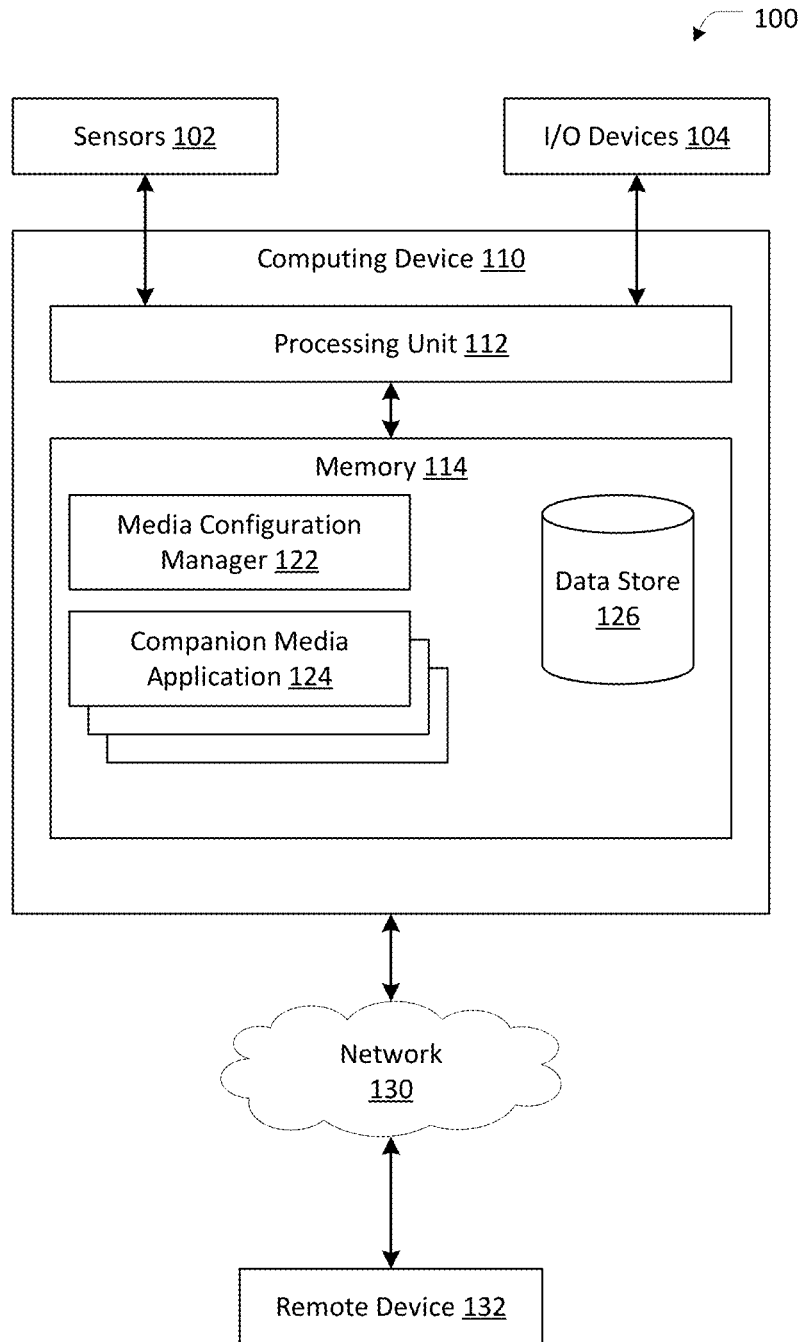 100
Sensors 102
I/O Devices 104
Computing Device 110
Processing Unit 112
Memory 114
Media Configuration
Manager 122
Data Store
126
Companion Media
Application 124
Network
130
Remote Device 132